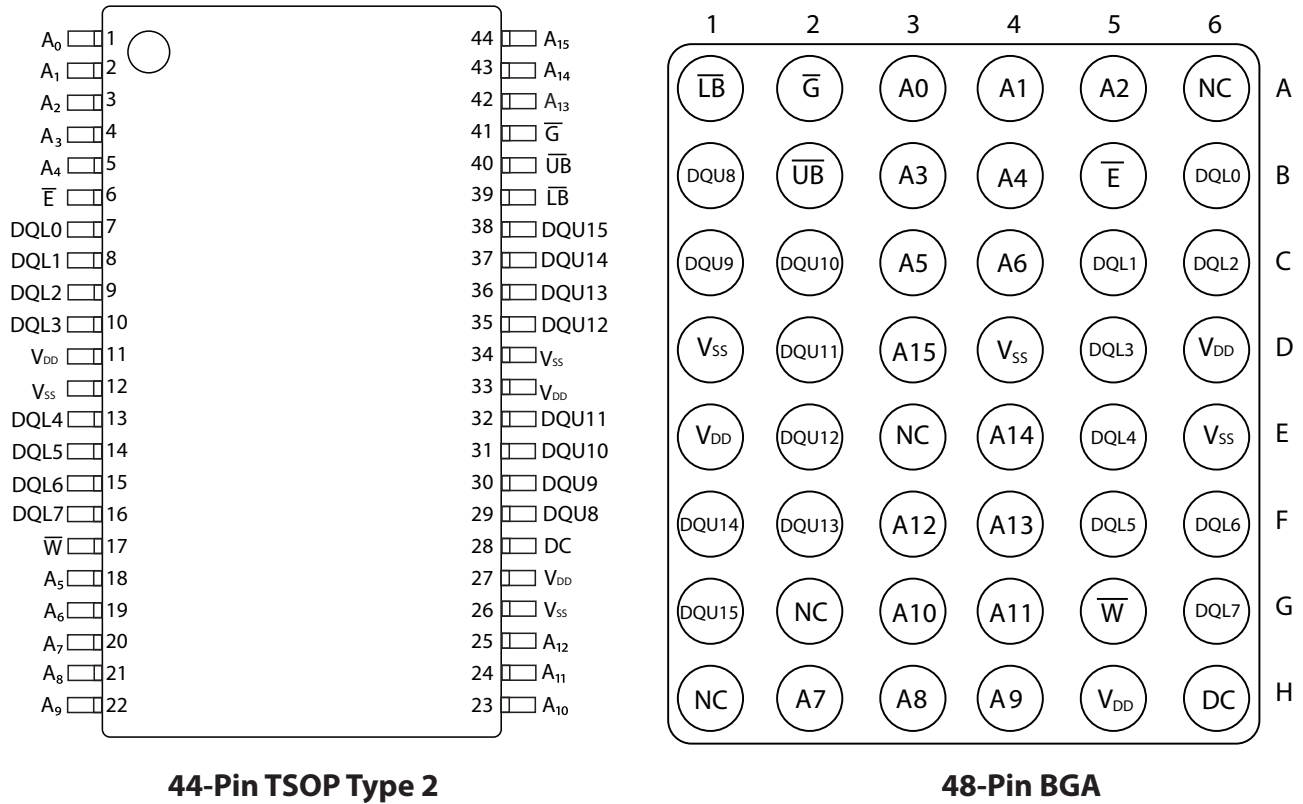 A₀ 1 44 A₁₅
A₁ 2 43 A₁₄
A₂ 3 42 A₁₃
A₃ 4 41 G̅
A₄ 5 40 U̅B̅
E̅ 6 39 L̅B̅
DQL0 7 38 DQU15
DQL1 8 37 DQU14
DQL2 9 36 DQU13
DQL3 10 35 DQU12
VDD 11 34 Vss
Vss 12 33 VDD
DQL4 13 32 DQU11
DQL5 14 31 DQU10
DQL6 15 30 DQU9
DQL7 16 29 DQU8
W̅ 17 28 DC
A₅ 18 27 VDD
A₆ 19 26 Vss
A₇ 20 25 A₁₂
A₈ 21 24 A₁₁
A₉ 22 23 A₁₀
44-Pin TSOP Type 2
1 2 3 4 5 6
L̅B̅ G̅ A0 A1 A2 NC A
DQU8 U̅B̅ A3 A4 E̅ DQL0 B
DQU9 DQU10 A5 A6 DQL1 DQL2 C
Vss DQU11 A15 Vss DQL3 VDD D
VDD DQU12 NC A14 DQL4 Vss E
DQU14 DQU13 A12 A13 DQL5 DQL6 F
DQU15 NC A10 A11 W̅ DQL7 G
NC A7 A8 A9 VDD DC H
48-Pin BGA